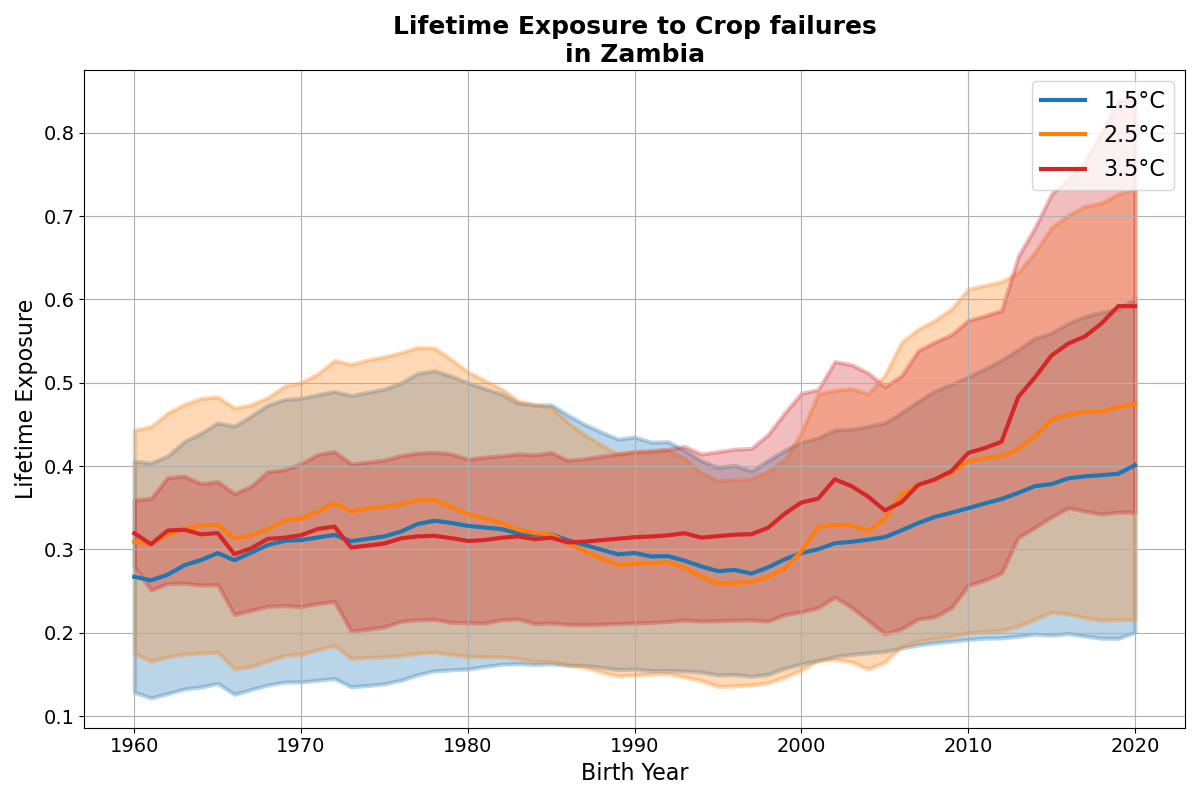 Lifetime Exposure to Crop failures
in Zambia
1.5°C
2.5°C
3.5°C
Lifetime Exposure
0.8
0.7
0.6
0.5
0.4
0.3
0.2
0.1
1960 1970 1980 1990 2000 2010 2020
Birth Year